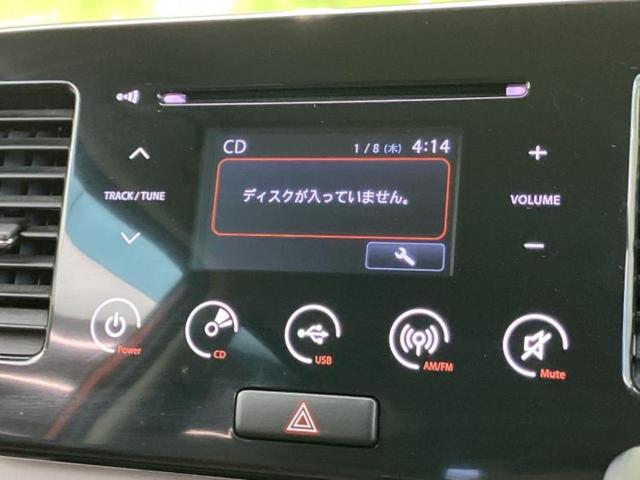 CD 1/8(木) 4:14
ディスクが入っていません。
TRACK/TUNE
VOLUME
Power
CD
USB
AM/FM
Mute